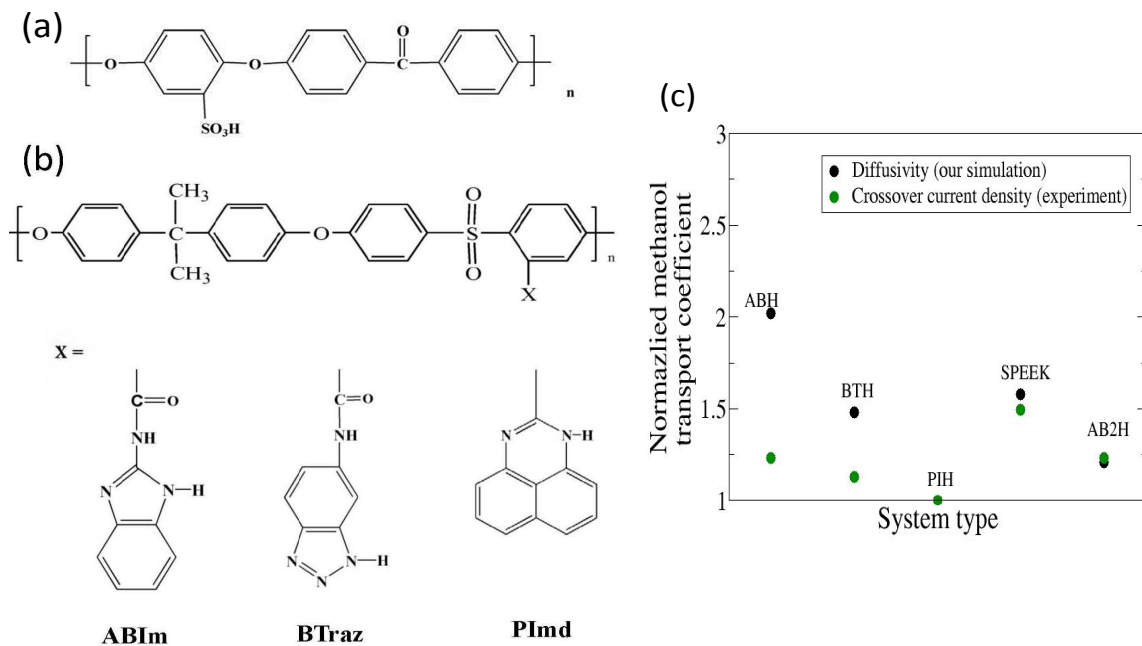 (a)
O
O
O
C
n
SO3H
(b)
CH3
O
O
C
O
S
n
CH3
O
X
X =
C=O
NH
N
N-H
ABIm
C=O
NH
N
N-H
N
BTraz
N
N-H
PImd
(c)
3
Diffusivity (our simulation)
Crossover current density (experiment)
2.5
Normazlied methanol
transport coefficient
ABH
2
SPEEK
BTH
1.5
AB2H
PIH
1
System type